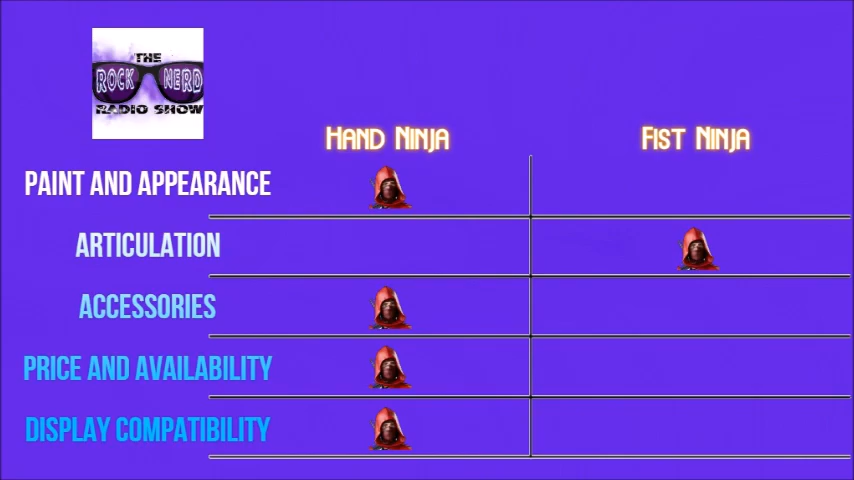 THE
ROCK NERD
RADIO SHOW
HAND NINJA
FIST NINJA
PAINT AND APPEARANCE
ARTICULATION
ACCESSORIES
PRICE AND AVAILABILITY
DISPLAY COMPATIBILITY